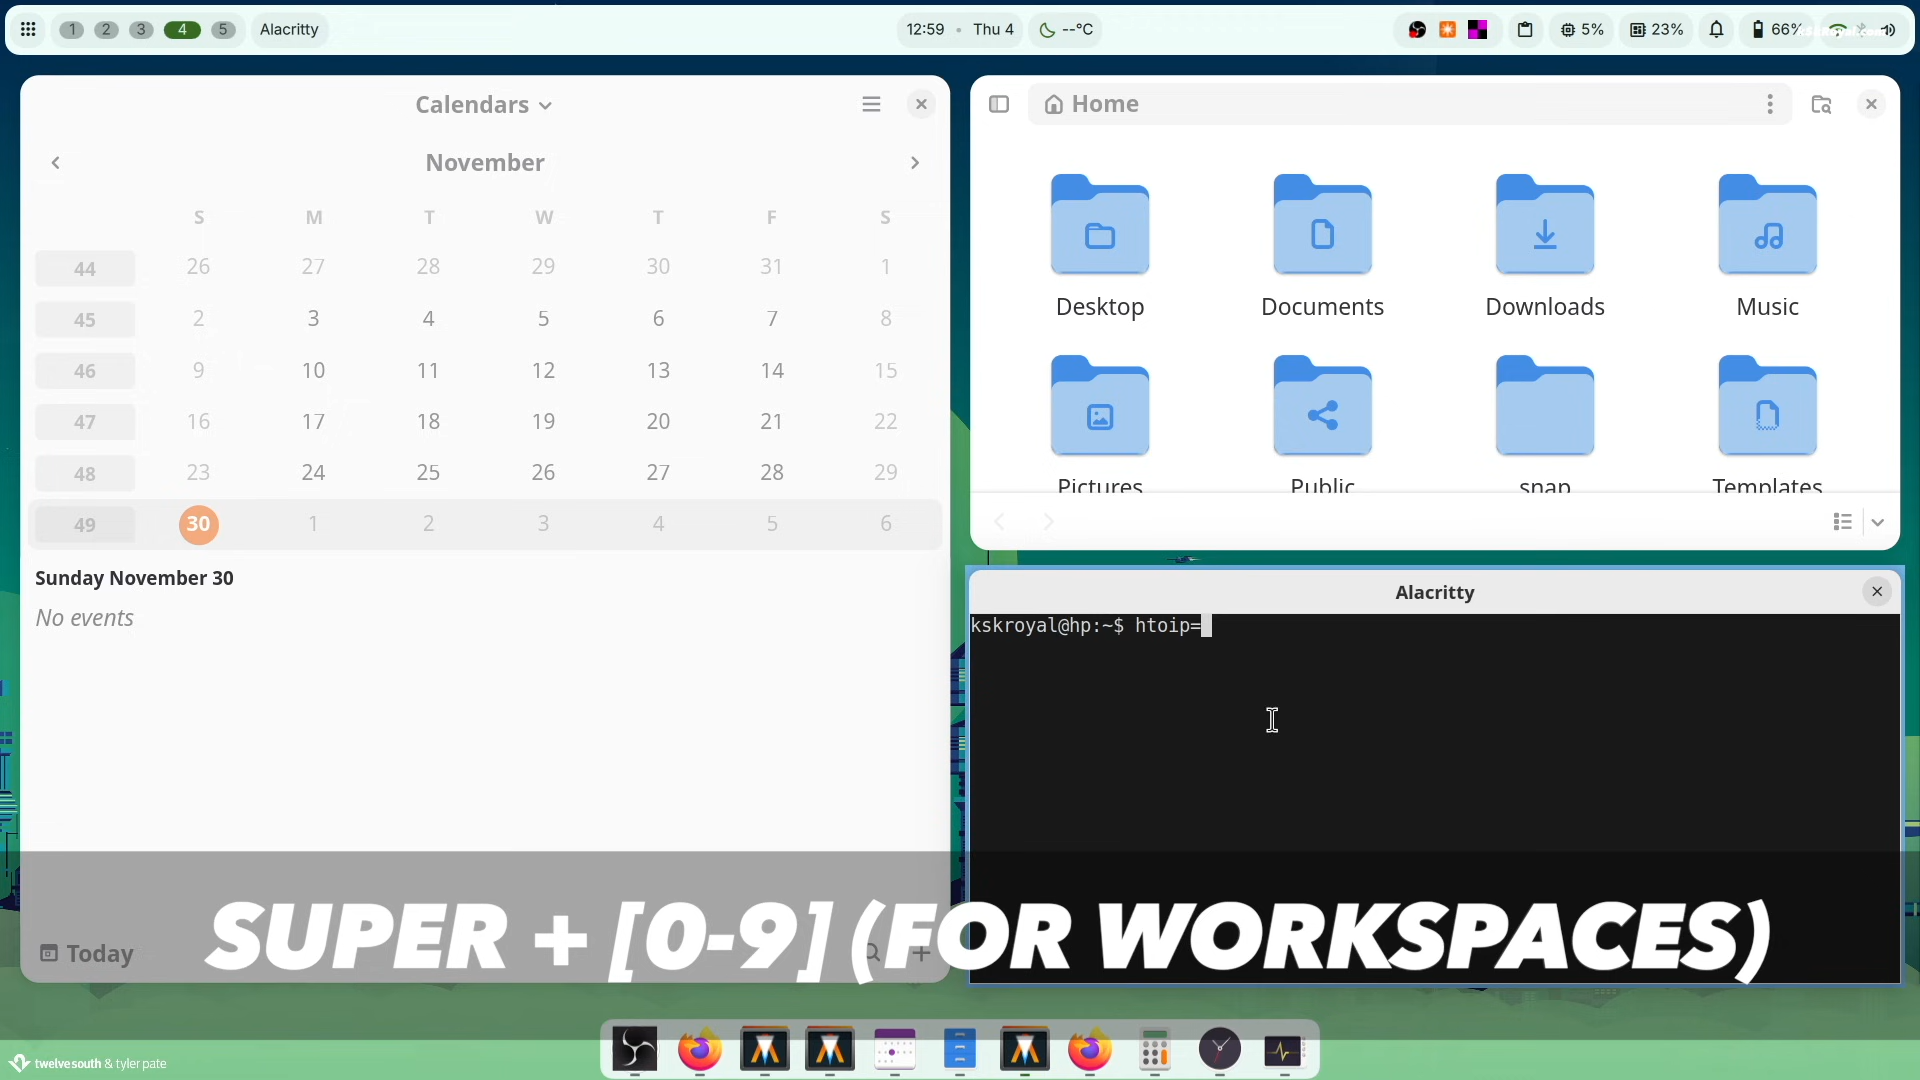 1 2 3 4 5 Alacritty 12:59 • Thu 4 --°C 5% 23% 66%
Calendars
November
S M T W T F S
44 26 27 28 29 30 31 1
45 2 3 4 5 6 7 8
46 9 10 11 12 13 14 15
47 16 17 18 19 20 21 22
48 23 24 25 26 27 28 29
49 30 1 2 3 4 5 6
Sunday November 30
No events
Today
Home
Desktop Documents Downloads Music
Pictures Public snap Templates
Alacritty
kskroyal@hp:~$ htoip=
SUPER + [0-9] (FOR WORKSPACES)
twelvesouth & tyler pate